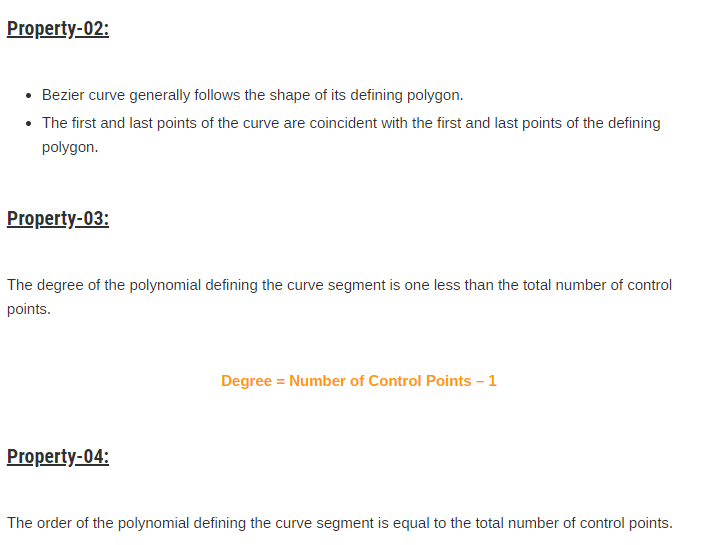 Property-02:
• Bezier curve generally follows the shape of its defining polygon.
• The first and last points of the curve are coincident with the first and last points of the defining
polygon.
Property-03:
The degree of the polynomial defining the curve segment is one less than the total number of control
points.
Degree = Number of Control Points – 1
Property-04:
The order of the polynomial defining the curve segment is equal to the total number of control points.